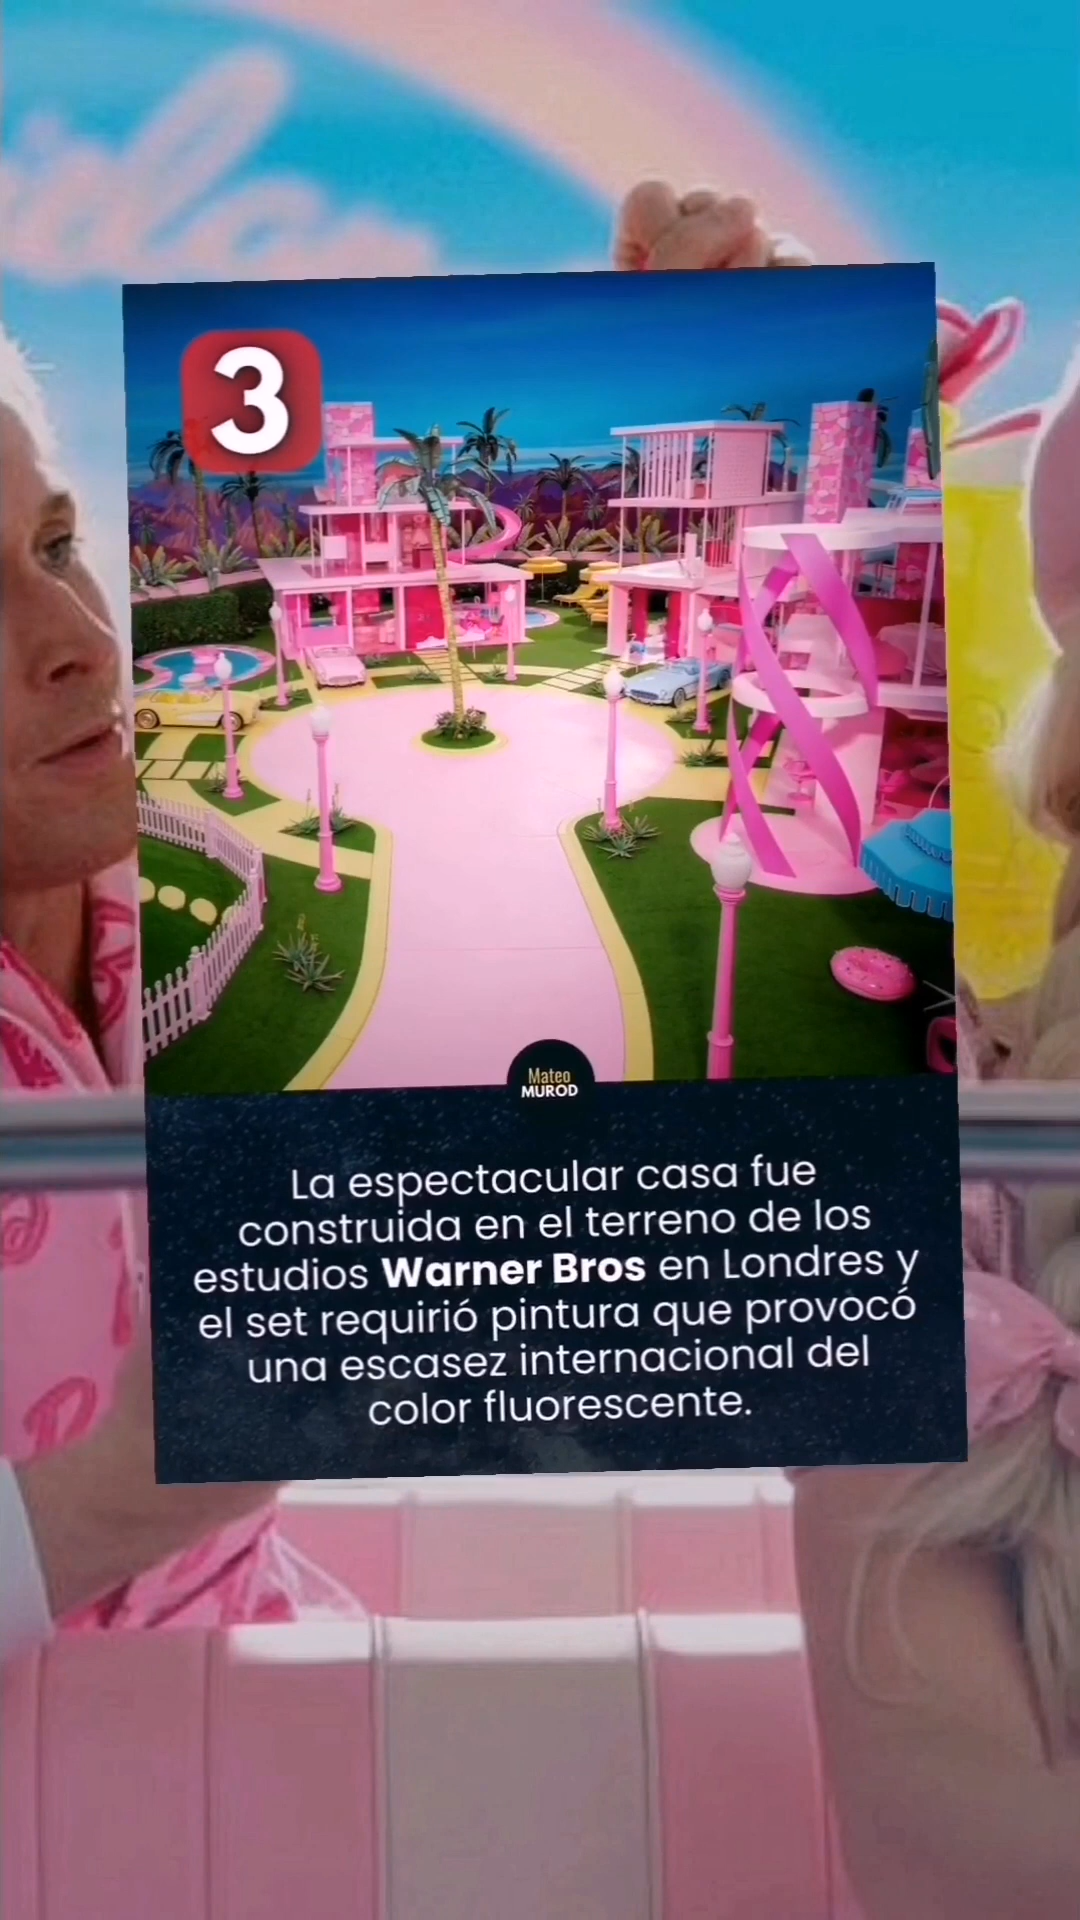 3
Mateo
MUROD
La espectacular casa fue
construida en el terreno de los
estudios Warner Bros en Londres y
el set requirió pintura que provocó
una escasez internacional del
color fluorescente.